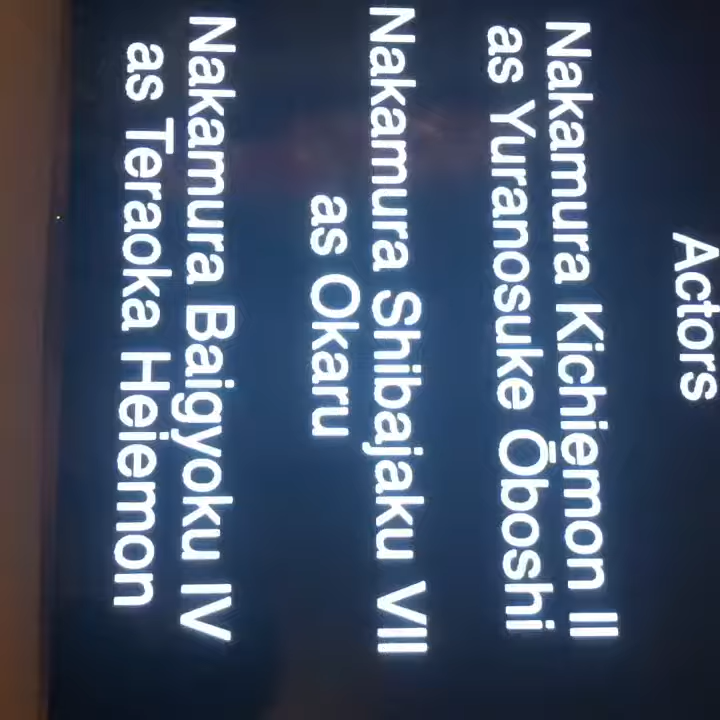 Actors
Nakamura Kichiemon II
as Yuranosuke Ōboshi
Nakamura Shibajaku VII
as Okaru
Nakamura Baigyoku IV
as Teraoka Heiemon